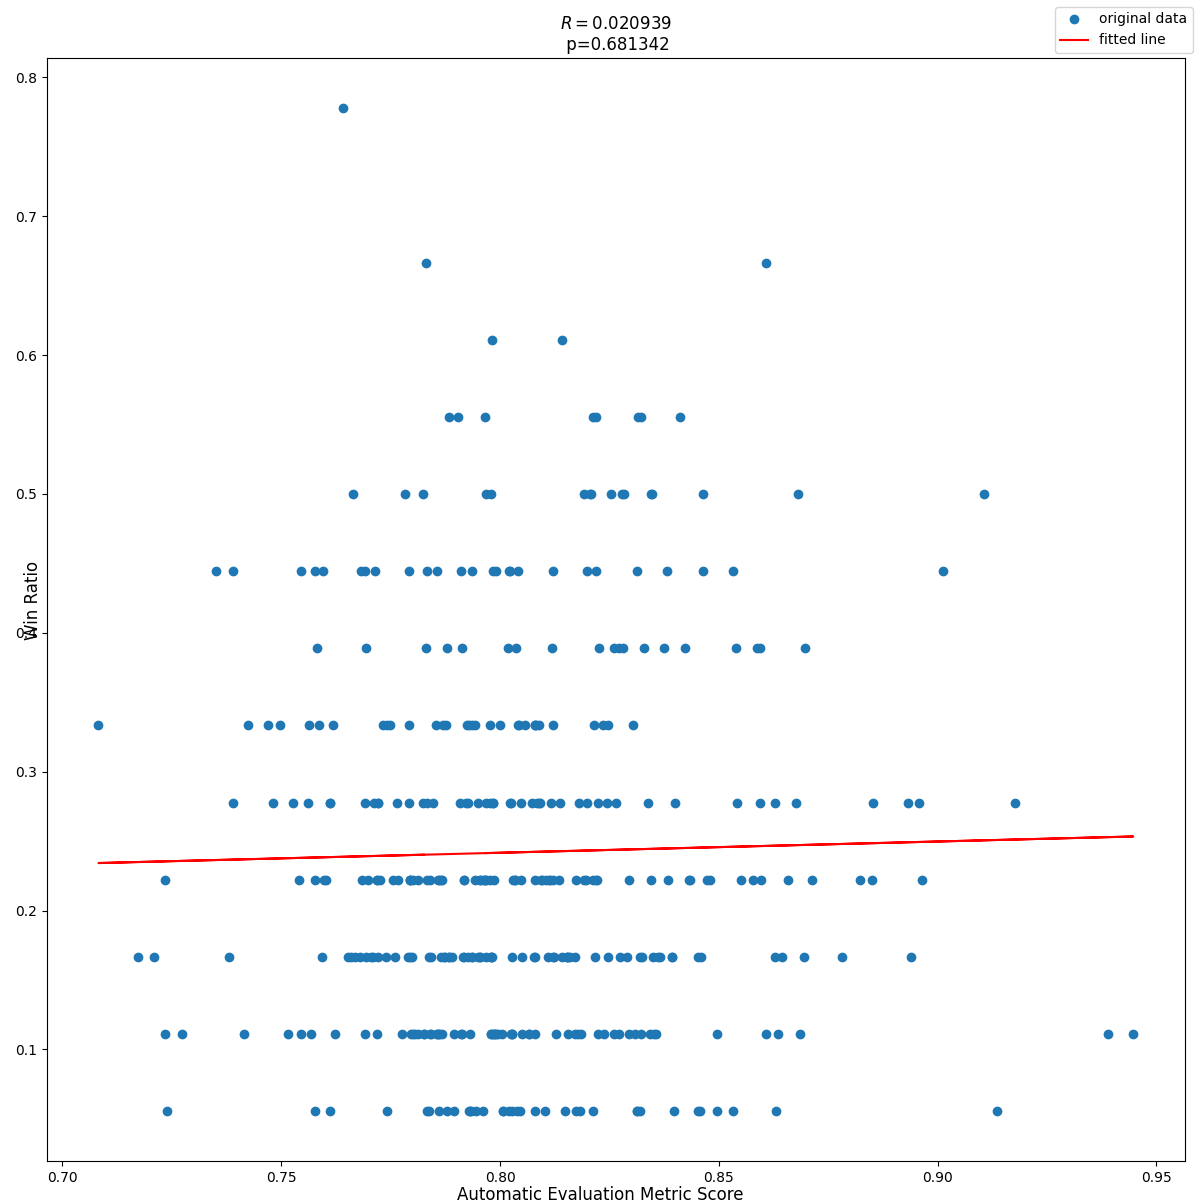 R = 0.020939
p=0.681342
original data
fitted line
0.8
0.7
0.6
0.5
0.4
0.3
0.2
0.1
Win Ratio
0.70 0.75 0.80 0.85 0.90 0.95
Automatic Evaluation Metric Score